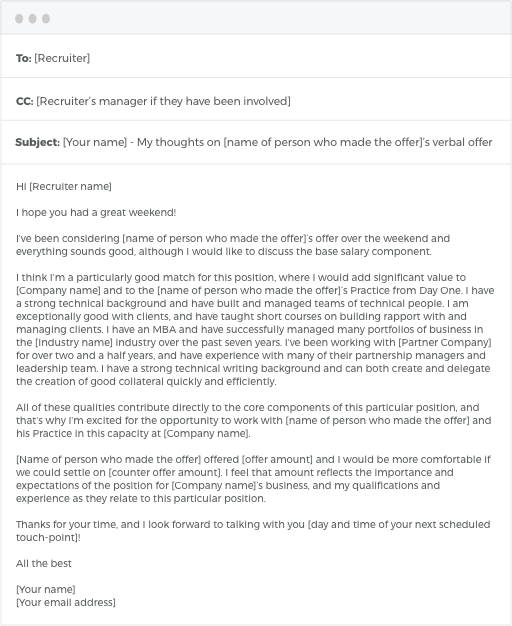 To: [Recruiter]
CC: [Recruiter's manager if they have been involved]
Subject: [Your name] - My thoughts on [name of person who made the offer]'s verbal offer
Hi [Recruiter name]
I hope you had a great weekend!
I've been considering [name of person who made the offer]'s offer over the weekend and
everything sounds good, although I would like to discuss the base salary component.
I think I'm a particularly good match for this position, where I would add significant value to
[Company name] and to the [name of person who made the offer]'s Practice from Day One. I have
a strong technical background and have built and managed teams of technical people. I am
exceptionally good with clients, and have taught short courses on building rapport with and
managing clients. I have an MBA and have successfully managed many portfolios of business in
the [Industry name] industry over the past seven years. I've been working with [Partner Company]
for over two and a half years, and have experience with many of their partnership managers and
leadership team. I have a strong technical writing background and can both create and delegate
the creation of good collateral quickly and efficiently.
All of these qualities contribute directly to the core components of this particular position, and
that's why I'm excited for the opportunity to work with [name of person who made the offer] and
his Practice in this capacity at [Company name].
[Name of person who made the offer] offered [offer amount] and I would be more comfortable if
we could settle on [counter offer amount]. I feel that amount reflects the importance and
expectations of the position for [Company name]'s business, and my qualifications and
experience as they relate to this particular position.
Thanks for your time, and I look forward to talking with you [day and time of your next scheduled
touch-point]!
All the best
[Your name]
[Your email address]